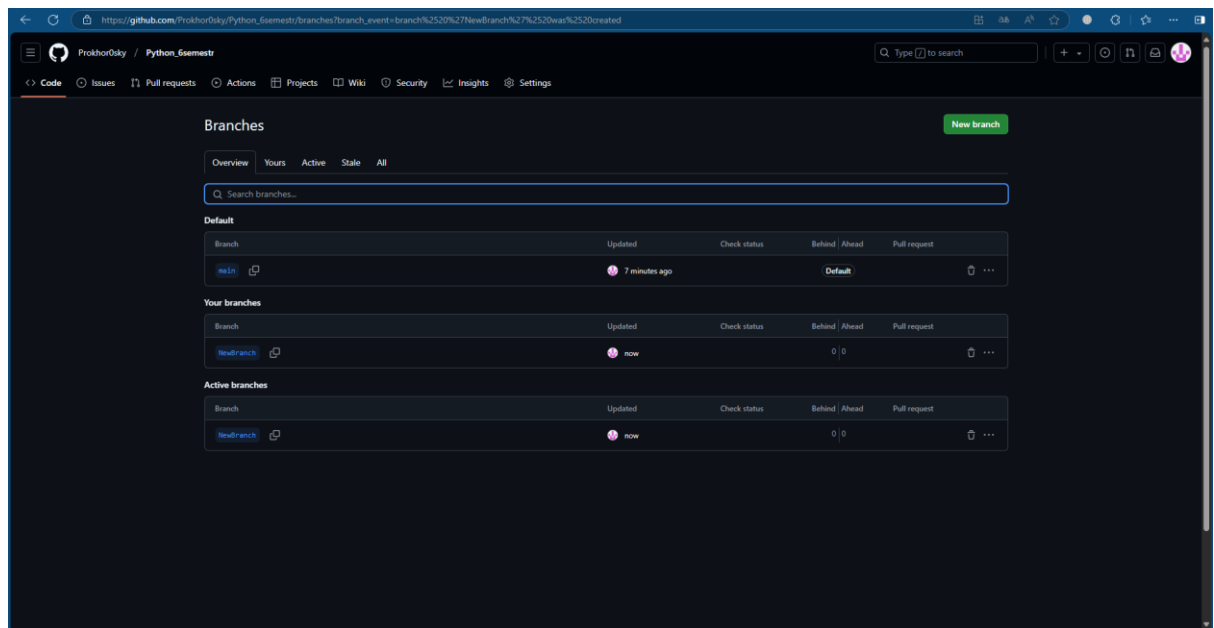 https://github.com/Prokhor0sky/Python_6semestr/branches?branch_event=branch%2520%27NewBranch%27%2520was%2520created
Prokhor0sky / Python_6semestr
Type / to search
Code Issues Pull requests Actions Projects Wiki Security Insights Settings
Branches
New branch
Overview Yours Active Stale All
Search branches...
Default
Branch Updated Check status Behind Ahead Pull request
main 7 minutes ago Default
Your branches
Branch Updated Check status Behind Ahead Pull request
NewBranch now 0 0
Active branches
Branch Updated Check status Behind Ahead Pull request
NewBranch now 0 0